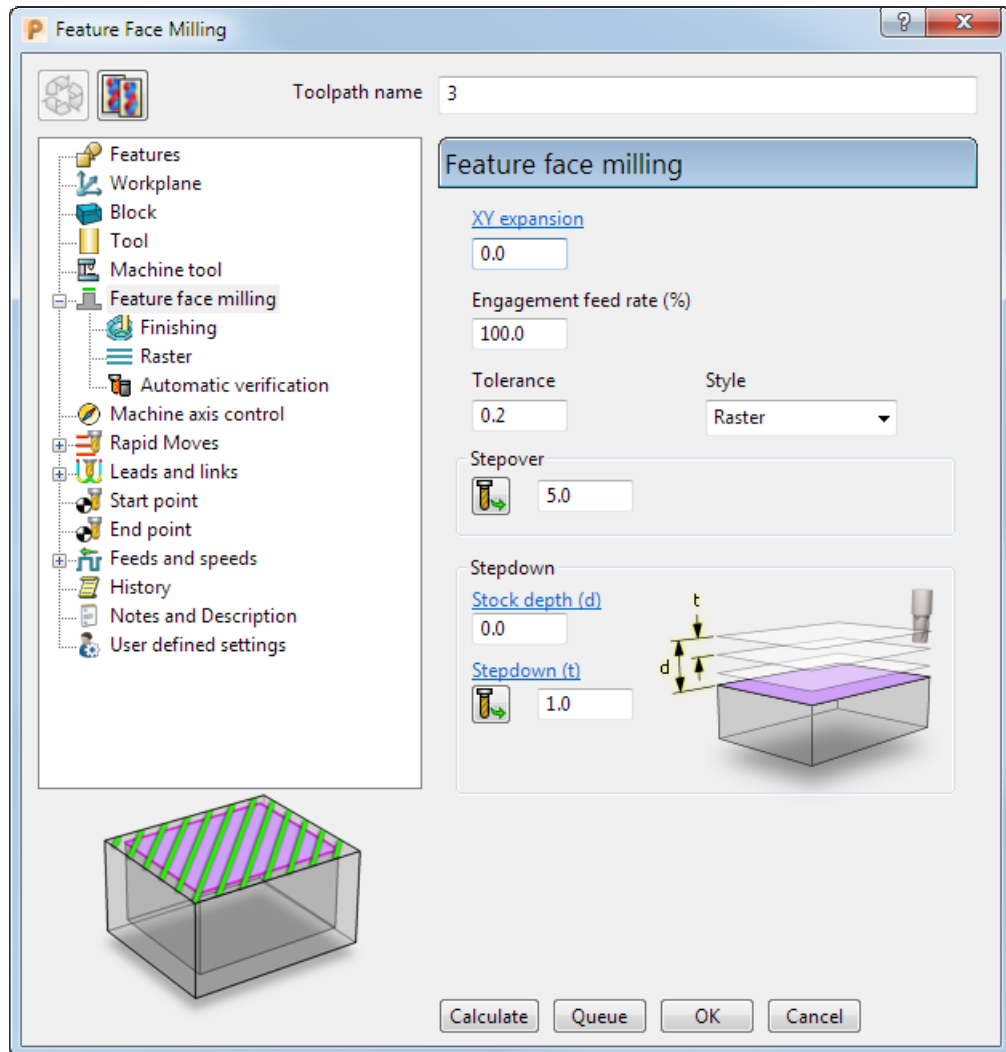 Feature Face Milling
Toolpath name 3
Features
Workplane
Block
Tool
Machine tool
Feature face milling
Finishing
Raster
Automatic verification
Machine axis control
Rapid Moves
Leads and links
Start point
End point
Feeds and speeds
History
Notes and Description
User defined settings
Feature face milling
XY expansion
0.0
Engagement feed rate (%)
100.0
Tolerance Style
0.2 Raster
Stepover
5.0
Stepdown
Stock depth (d)
0.0
Stepdown (t)
1.0
t
d
Calculate Queue OK Cancel